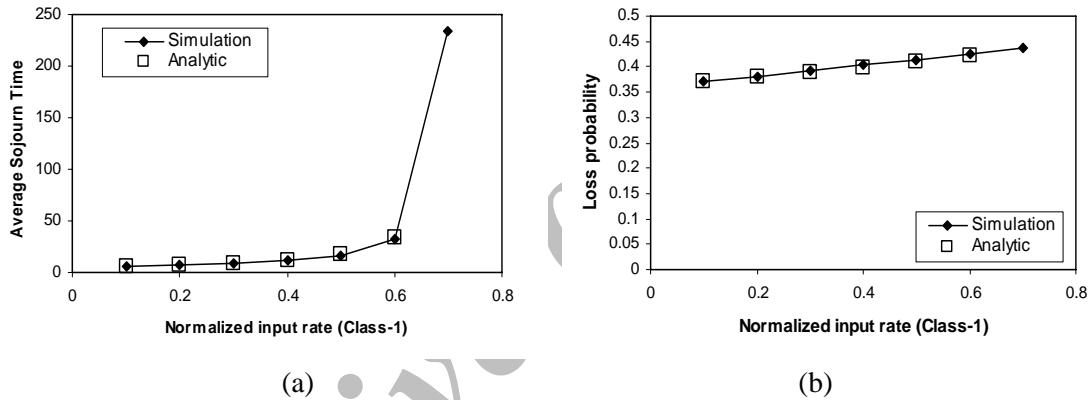 250
200
150
100
50
0
Average Sojourn Time
Simulation
Analytic
0 0.2 0.4 0.6 0.8
Normalized input rate (Class-1)
(a)
0.5
0.45
0.4
0.35
0.3
0.25
0.2
0.15
0.1
0.05
0
Loss probability
Simulation
Analytic
0 0.2 0.4 0.6 0.8
Normalized input rate (Class-1)
(b)